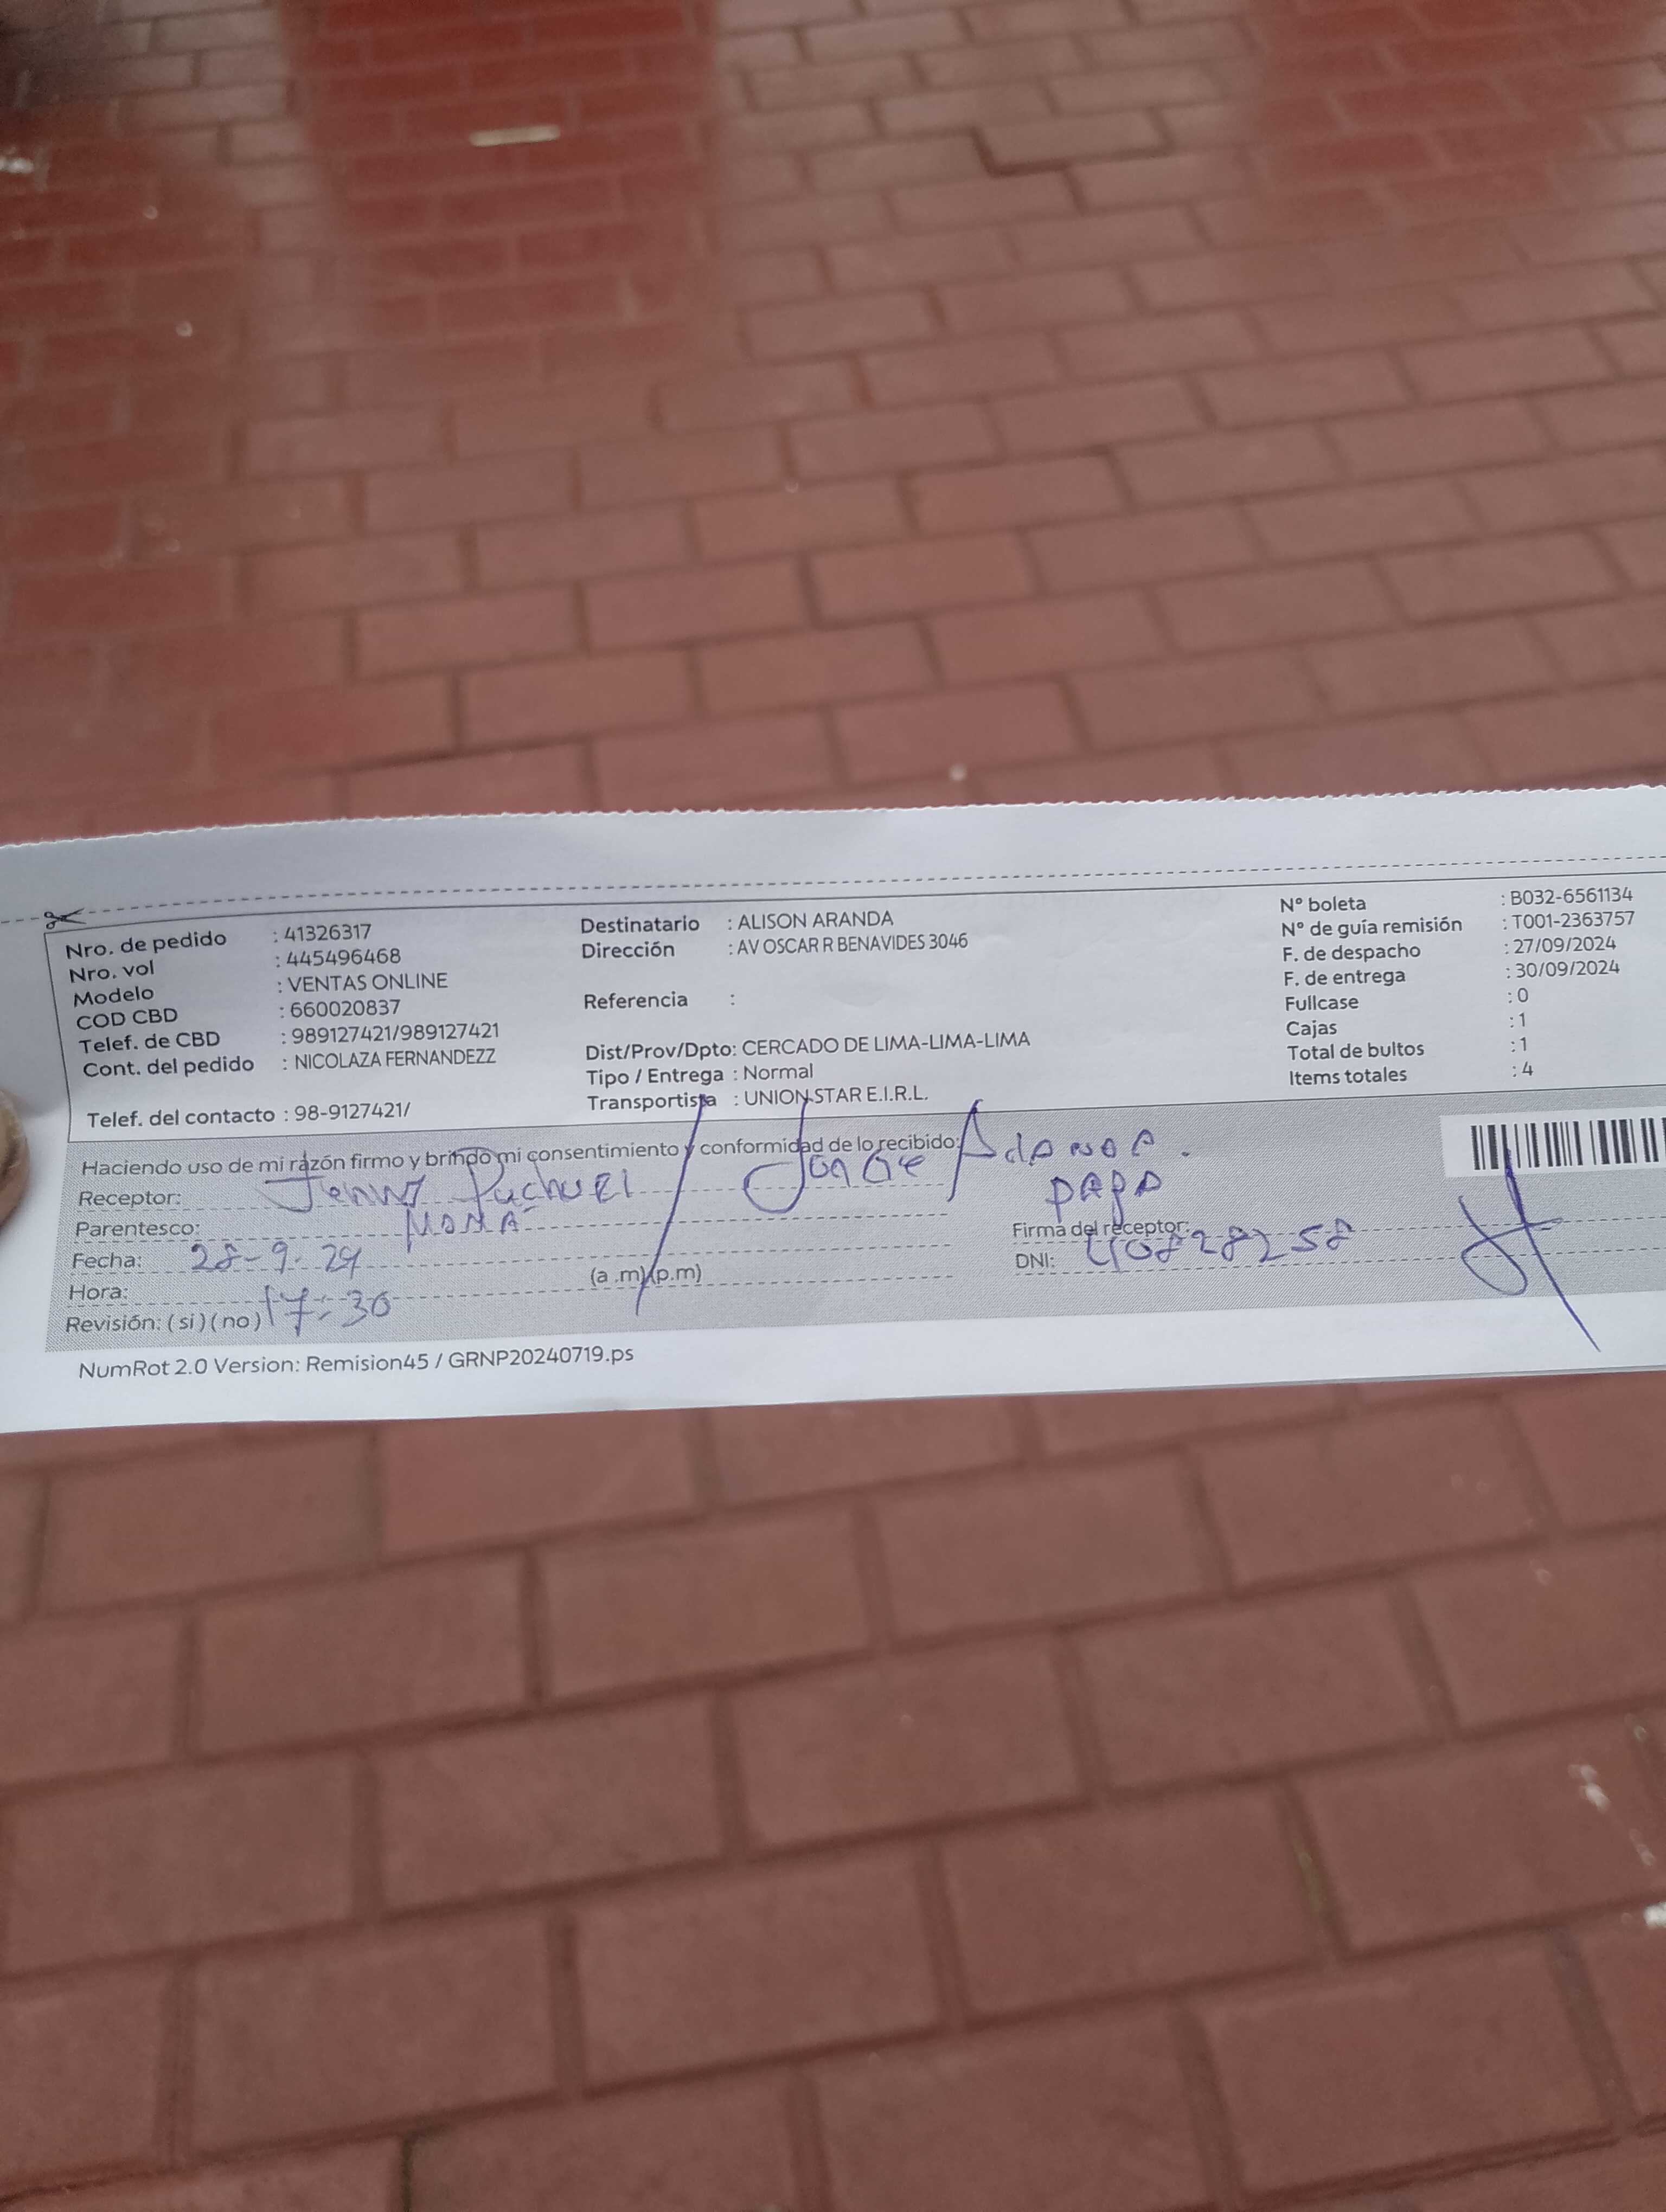 Nro. de pedido : 41326317
Nro. vol : 445496468
Modelo : VENTAS ONLINE
COD CBD : 660020837
Telef. de CBD : 989127421/989127421
Cont. del pedido : NICOLAZA FERNANDEZZ
Telef. del contacto : 98-9127421/
Destinatario : ALISON ARANDA
Dirección : AV OSCAR R BENAVIDES 3046
Referencia :
Dist/Prov/Dpto: CERCADO DE LIMA-LIMA-LIMA
Tipo / Entrega : Normal
Transportista : UNION STAR E.I.R.L.
N° boleta : B032-6561134
N° de guía remisión : T001-2363757
F. de despacho : 27/09/2024
F. de entrega : 30/09/2024
Fullcase : 0
Cajas : 1
Total de bultos : 1
Items totales : 4
Haciendo uso de mi razón firmo y brindo mi consentimiento y conformidad de lo recibido:
Receptor: Jenny / Jorge
Parentesco: MAMA papa
Firma del receptor:
Fecha: 28-9-24
DNI: 40828258
Hora: 17:30 (a .m)(p.m)
Revisión: (si)(no)
NumRot 2.0 Version: Remision45 / GRNP20240719.ps